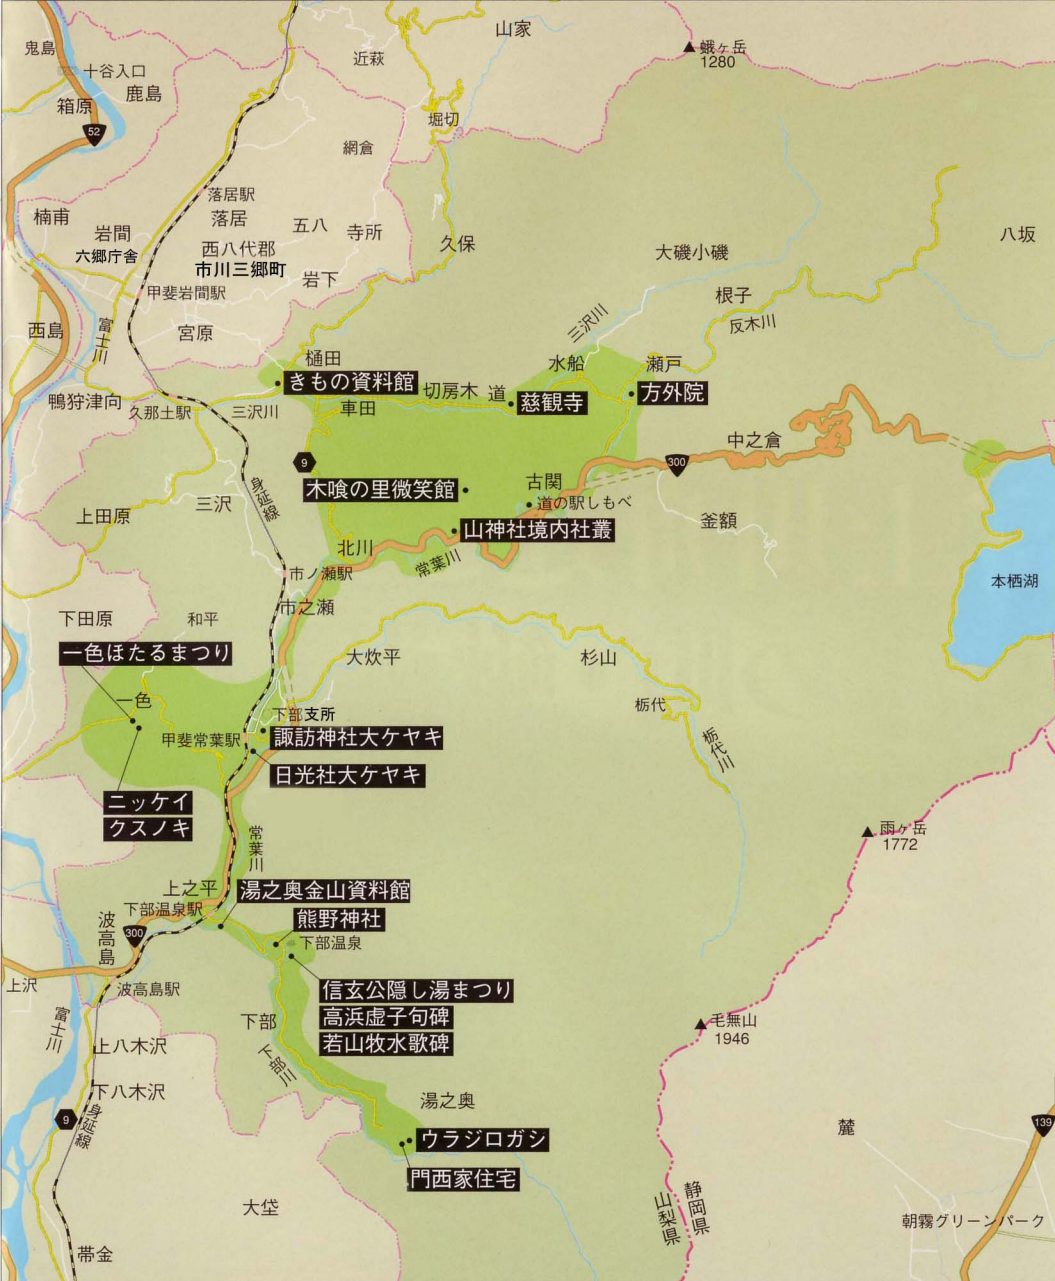 山家
鬼島
近萩
蛾ヶ岳
1280
十谷入口
鹿島
箱原
52
堀切
網倉
落居駅
楠甫
落居
五八
寺所
岩間
久保
八坂
六郷庁舎
西八代郡
市川三郷町
大磯小磯
岩下
甲斐岩間駅
根子
西島
富士川
宮原
三沢川
反木川
樋田
水船
瀬戸
きもの資料館
切房木
道
慈観寺
方外院
鴨狩津向
久那土駅
三沢川
車田
中之倉
9
300
身延線
木喰の里微笑館
古関
道の駅しもべ
三沢
上田原
釜額
山神社境内社叢
北川
常葉川
市ノ瀬駅
本栖湖
市之瀬
下田原
和平
一色ほたるまつり
大炊平
杉山
一色
栃代
下部支所
甲斐常葉駅
諏訪神社大ケヤキ
栃代川
日光社大ケヤキ
ニッケイ
クスノキ
雨ヶ岳
1772
常葉川
上之平
湯之奥金山資料館
下部温泉駅
熊野神社
波高島
300
下部温泉
上沢
波高島駅
信玄公隠し湯まつり
高浜虚子句碑
若山牧水歌碑
富士川
下部
毛無山
1946
上八木沢
下部川
下八木沢
湯之奥
9
身延線
麓
139
ウラジロガシ
門西家住宅
静岡県
山梨県
大垈
朝霧グリーンパーク
帯金